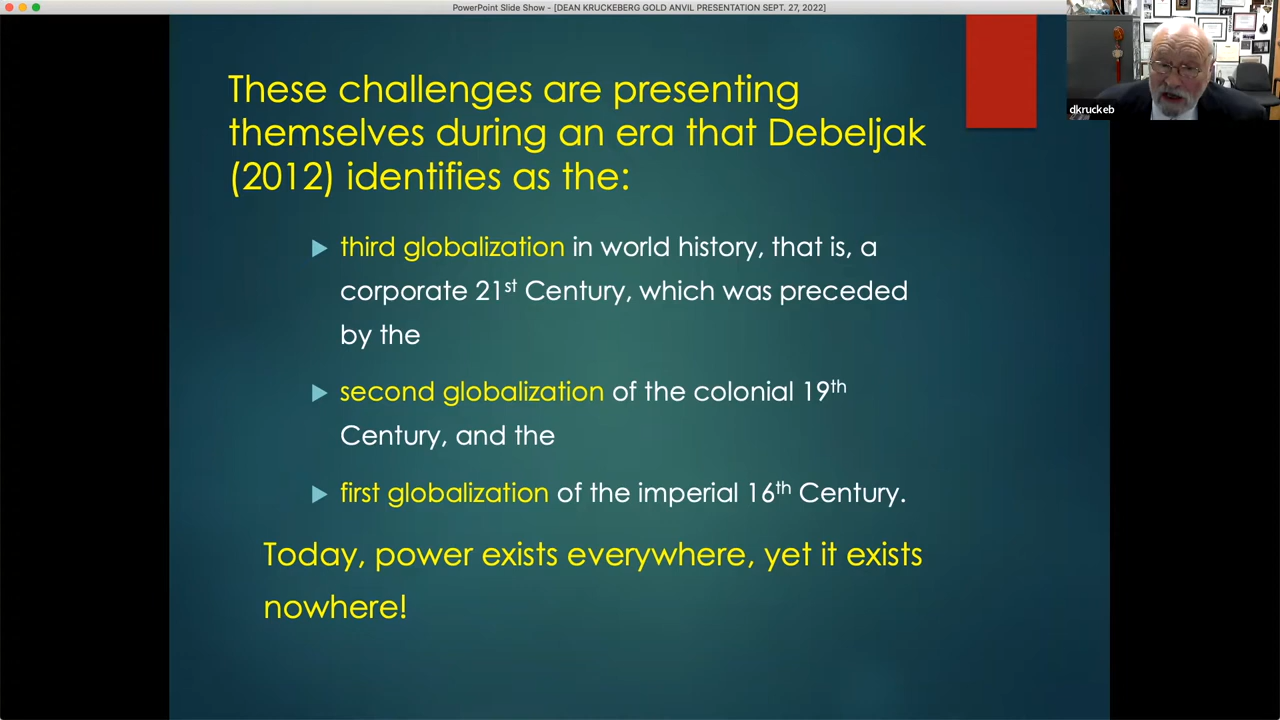 PowerPoint Slide Show - [DEAN KRUCKEBERG GOLD ANVIL PRESENTATION SEPT. 27, 2022]
dkruckeb
These challenges are presenting
themselves during an era that Debeljak
(2012) identifies as the:
third globalization in world history, that is, a
corporate 21st Century, which was preceded
by the
second globalization of the colonial 19th
Century, and the
first globalization of the imperial 16th Century.
Today, power exists everywhere, yet it exists
nowhere!